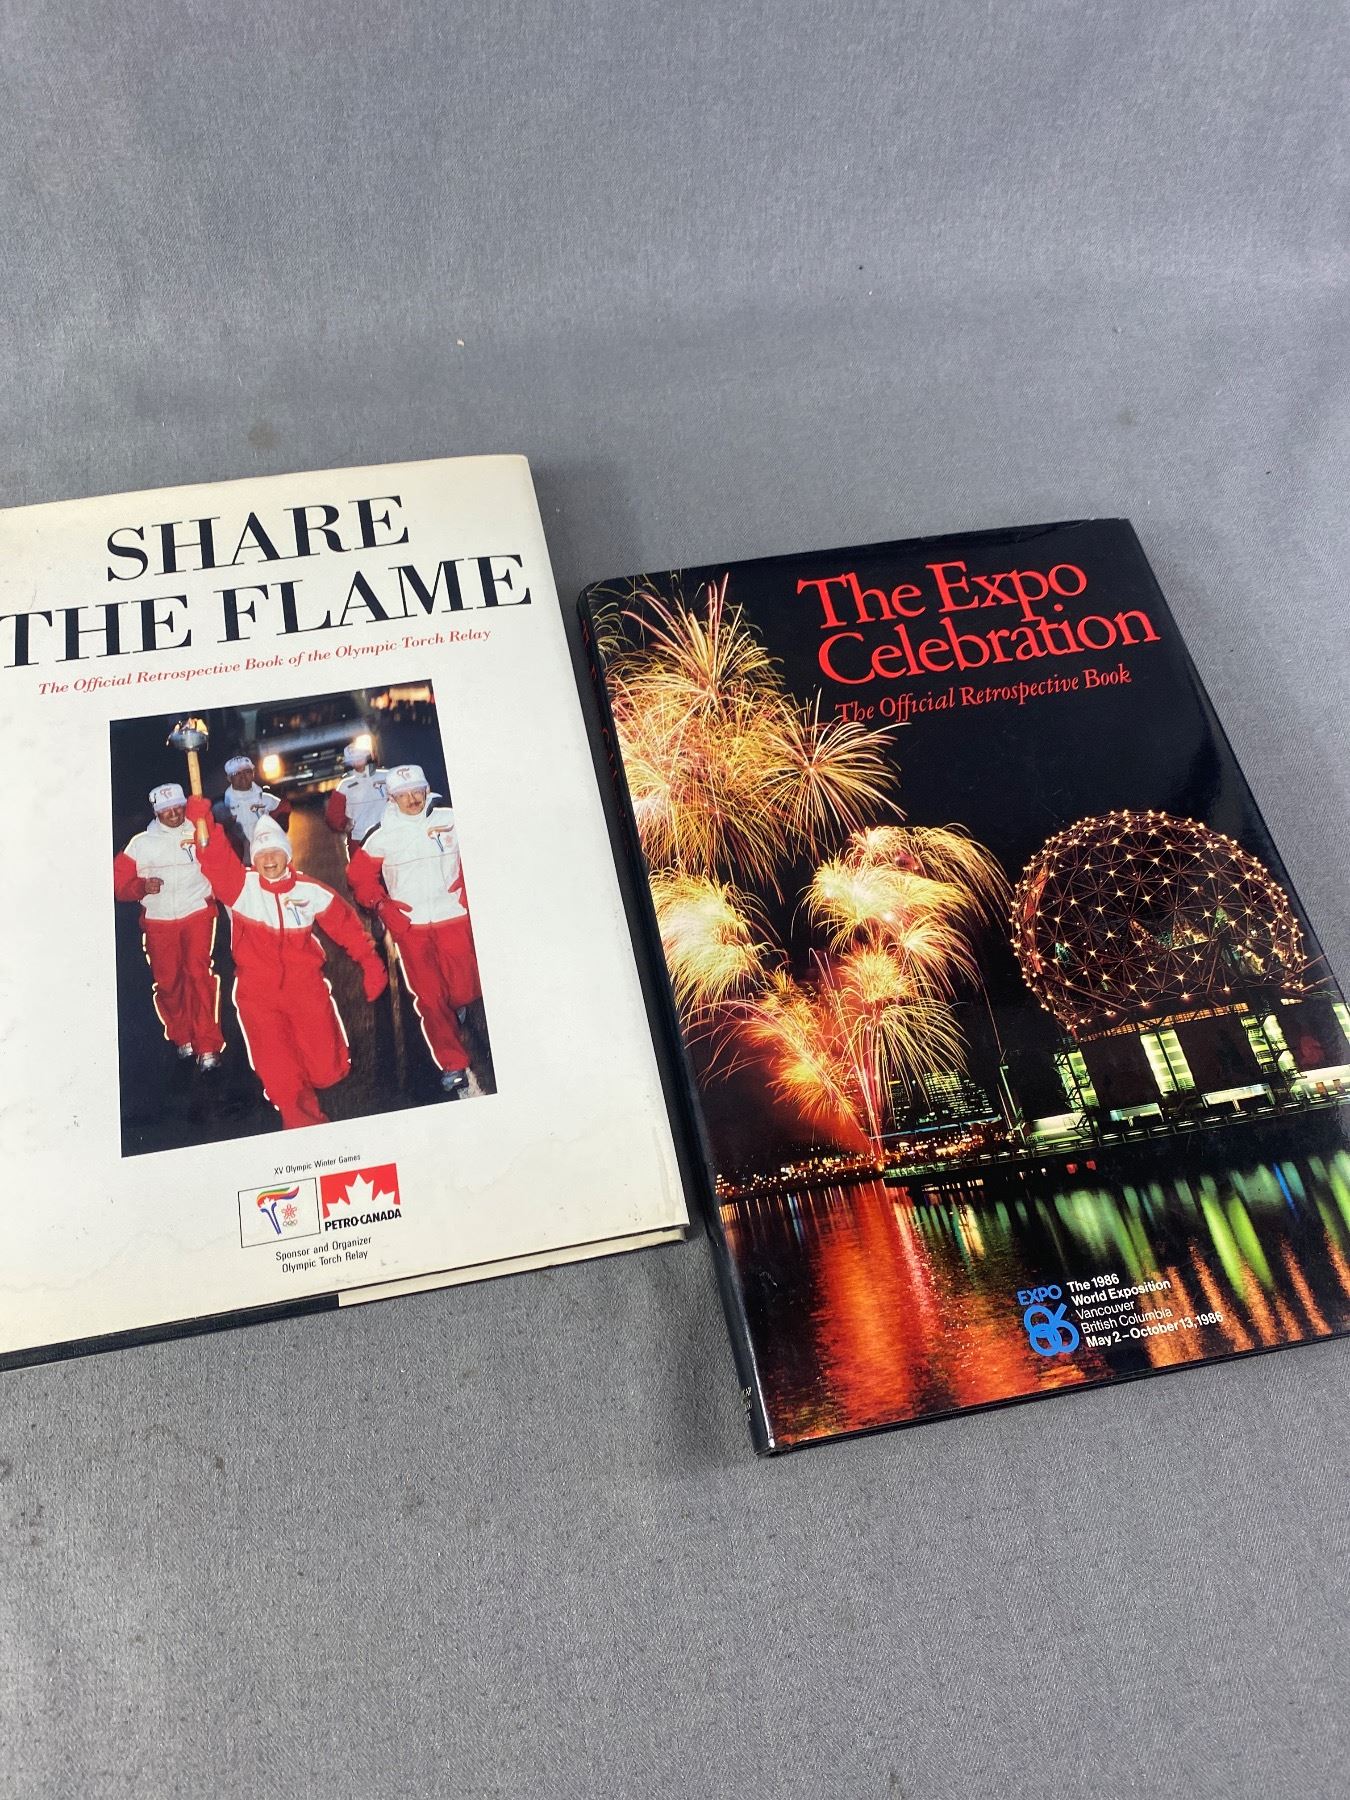 SHARE
THE FLAME
The Official Retrospective Book of the Olympic Torch Relay
XV Olympic Winter Games
PETRO-CANADA
Sponsor and Organizer
Olympic Torch Relay
The Expo
Celebration
The Official Retrospective Book
EXPO
86
The 1986
World Exposition
Vancouver
British Columbia
May 2 – October 13, 1986